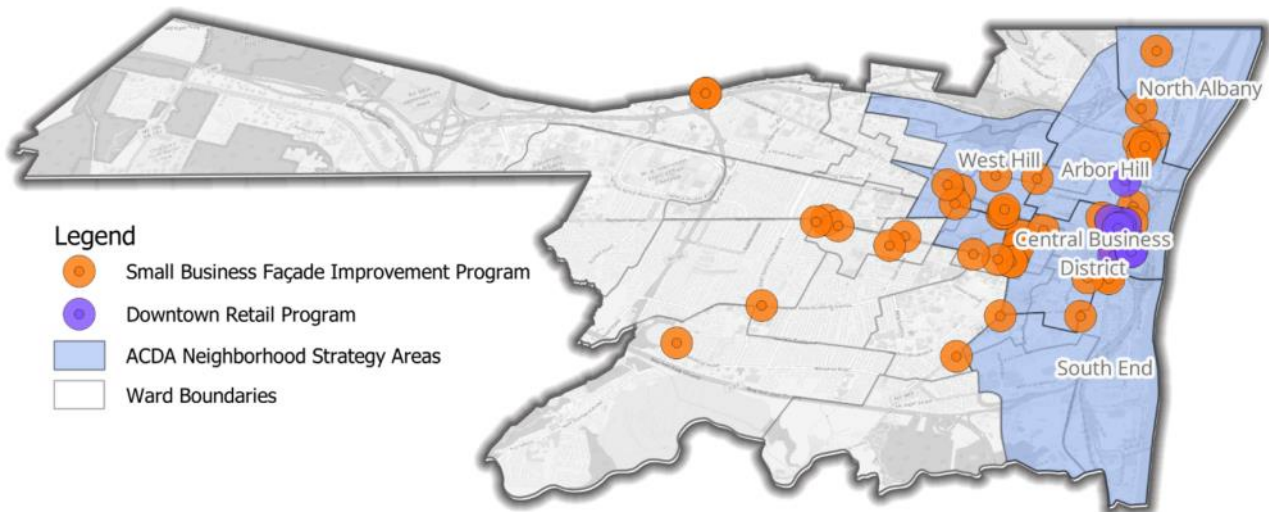 North Albany
West Hill
Arbor Hill
Central Business
District
South End
Legend
Small Business Façade Improvement Program
Downtown Retail Program
ACDA Neighborhood Strategy Areas
Ward Boundaries